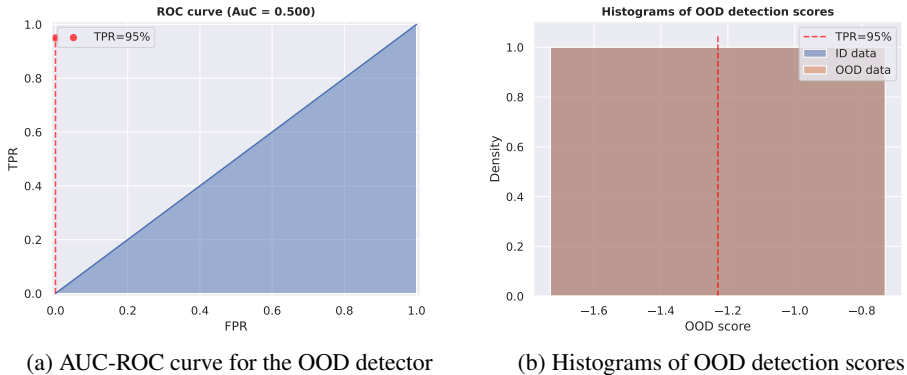 ROC curve (AuC = 0.500)
TPR=95%
1.0
0.8
0.6
0.4
0.2
0.0
TPR
0.0 0.2 0.4 0.6 0.8 1.0
FPR
(a) AUC-ROC curve for the OOD detector
Histograms of OOD detection scores
TPR=95%
ID data
OOD data
1.0
0.8
0.6
0.4
0.2
0.0
Density
−1.6 −1.4 −1.2 −1.0 −0.8
OOD score
(b) Histograms of OOD detection scores